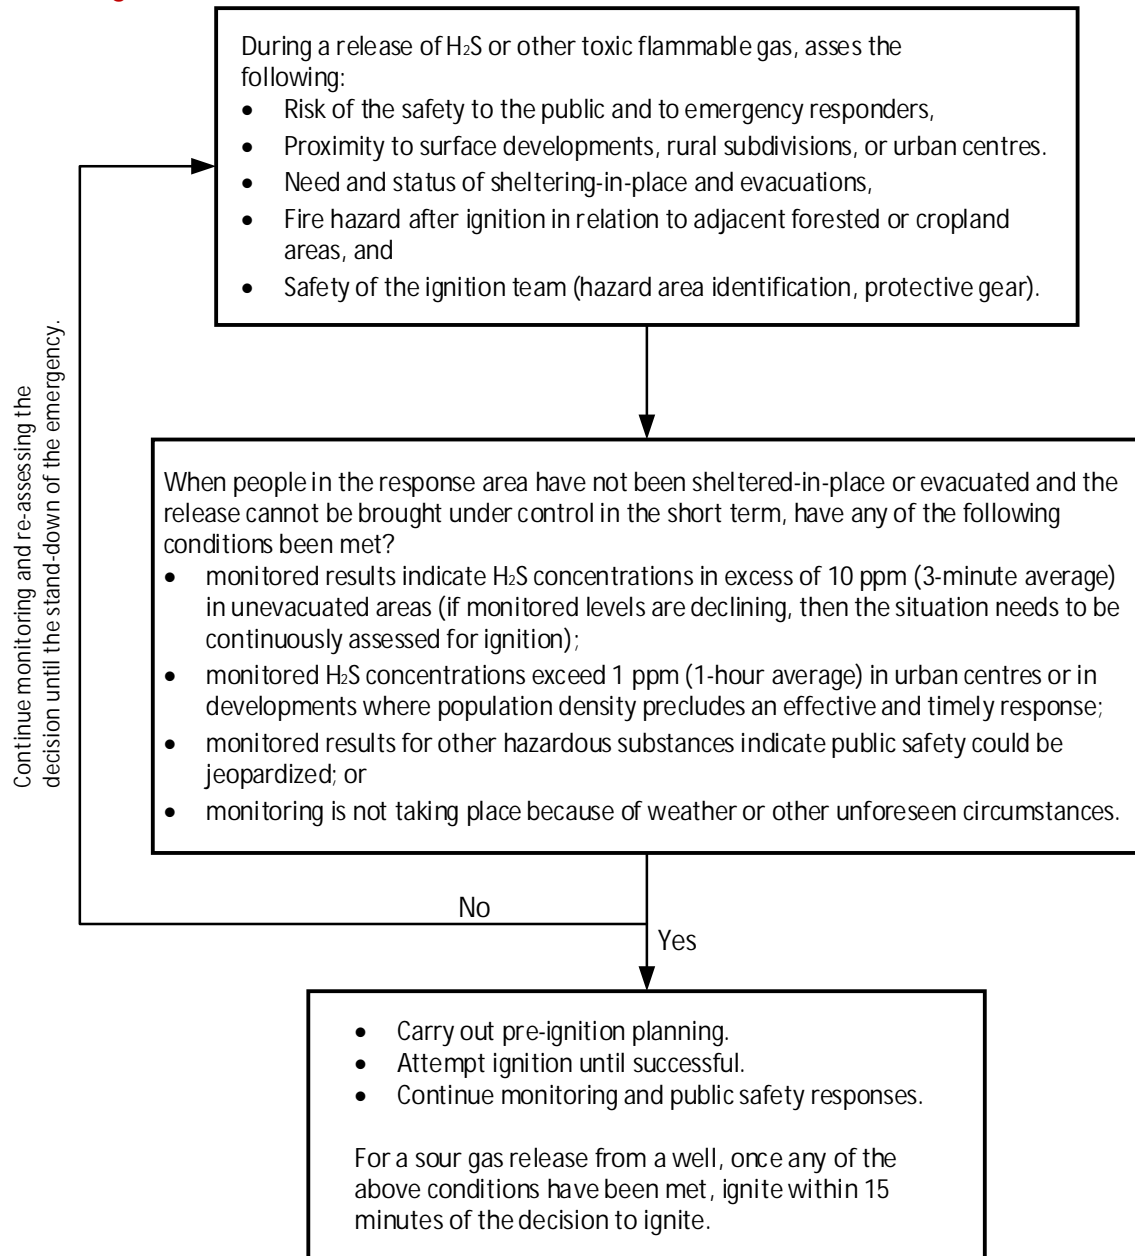 During a release of H₂S or other toxic flammable gas, asses the
following:
• Risk of the safety to the public and to emergency responders,
• Proximity to surface developments, rural subdivisions, or urban centres.
• Need and status of sheltering-in-place and evacuations,
• Fire hazard after ignition in relation to adjacent forested or cropland
areas, and
• Safety of the ignition team (hazard area identification, protective gear).
Continue monitoring and re-assessing the
decision until the stand-down of the emergency.
When people in the response area have not been sheltered-in-place or evacuated and the
release cannot be brought under control in the short term, have any of the following
conditions been met?
• monitored results indicate H₂S concentrations in excess of 10 ppm (3-minute average)
in unevacuated areas (if monitored levels are declining, then the situation needs to be
continuously assessed for ignition);
• monitored H₂S concentrations exceed 1 ppm (1-hour average) in urban centres or in
developments where population density precludes an effective and timely response;
• monitored results for other hazardous substances indicate public safety could be
jeopardized; or
• monitoring is not taking place because of weather or other unforeseen circumstances.
No
Yes
• Carry out pre-ignition planning.
• Attempt ignition until successful.
• Continue monitoring and public safety responses.
For a sour gas release from a well, once any of the
above conditions have been met, ignite within 15
minutes of the decision to ignite.